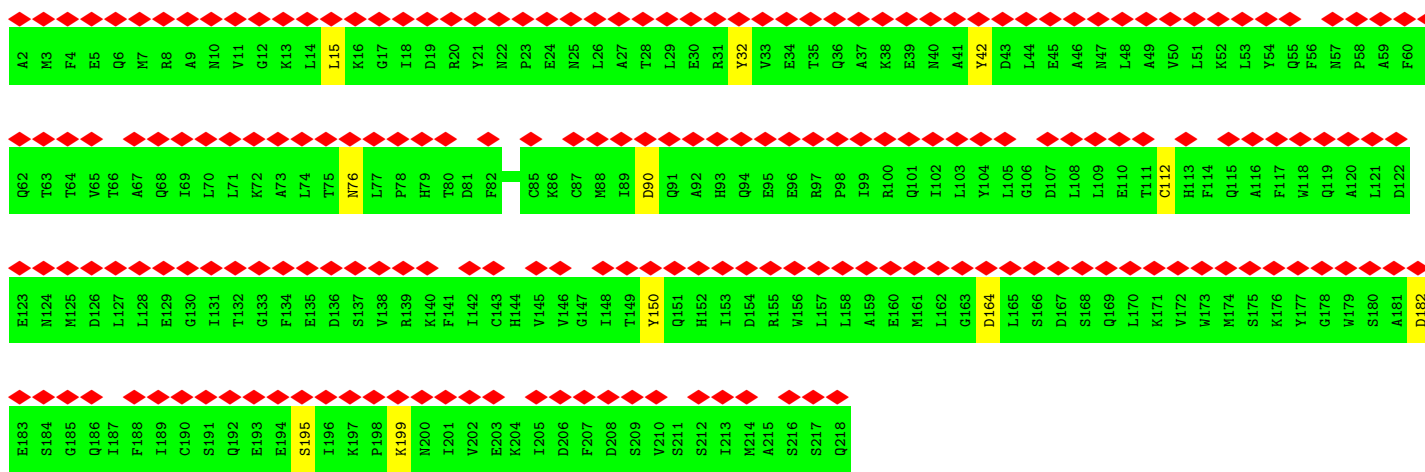 A2 M3 F4 E5 Q6 M7 R8 A9 N10 V11 G12 K13 L14 L15 K16 G17 I18 D19 R20 Y21 N22 P23 E24 N25 L26 A27 T28 L29 E30 R31 Y32 V33 E34 T35 Q36 A37 K38 E39 N40 A41 Y42 D43 L44 E45 A46 N47 L48 A49 V50 L51 K52 L53 Y54 Q55 F56 N57 P58 A59 F60
Q62 T63 T64 V65 T66 A67 Q68 I69 L70 L71 K72 A73 L74 T75 N76 L77 P78 H79 T80 D81 F82 C85 K86 C87 M88 I89 D90 Q91 A92 H93 Q94 E95 E96 R97 P98 I99 R100 Q101 I102 L103 Y104 L105 G106 D107 L108 L109 E110 T111 C112 H113 F114 Q115 A116 F117 W118 Q119 A120 L121 D122
E123 N124 M125 D126 L127 L128 E129 G130 I131 T132 G133 F134 E135 D136 S137 V138 R139 K140 F141 I142 C143 H144 V145 V146 G147 I148 T149 Y150 Q151 H152 I153 D154 R155 W156 L157 L158 A159 E160 M161 L162 G163 D164 L165 S166 D167 S168 Q169 L170 K171 V172 W173 M174 S175 K176 Y177 G178 W179 S180 A181 D182
E183 S184 G185 Q186 I187 F188 I189 C190 S191 Q192 E193 E194 S195 I196 K197 P198 K199 N200 I201 V202 E203 K204 I205 D206 F207 D208 S209 V210 S211 S212 I213 M214 A215 S216 S217 Q218